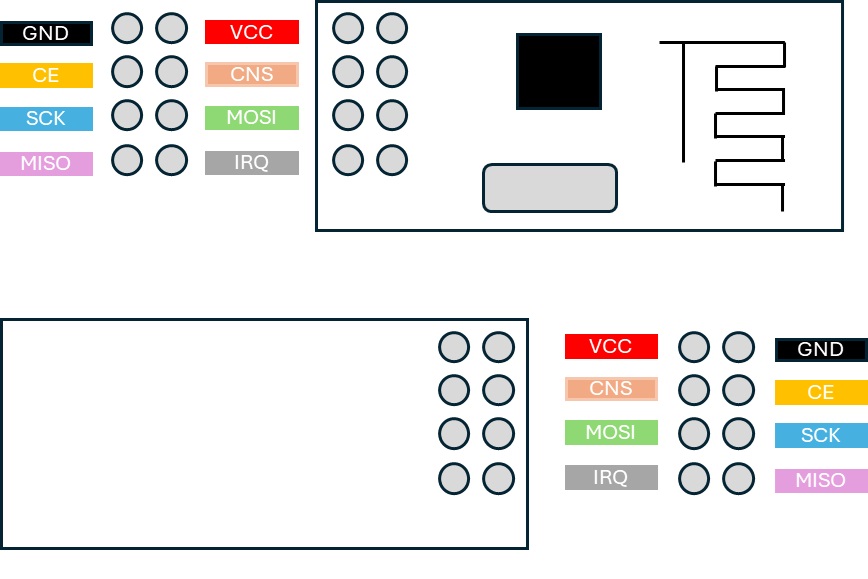 GND VCC
CE CNS
SCK MOSI
MISO IRQ
VCC GND
CNS CE
MOSI SCK
IRQ MISO